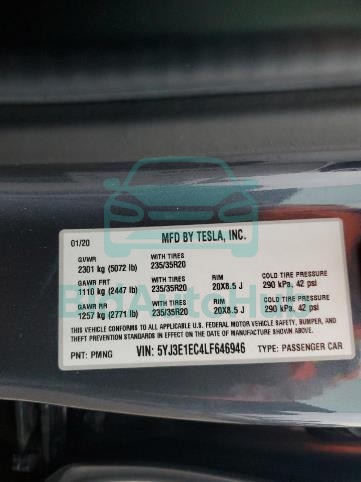 01/20 MFD BY TESLA, INC.
GVWR WITH TIRES
2301 kg (5072 lb) 235/35R20
GAWR FRT WITH TIRES RIM COLD TIRE PRESSURE
1110 kg (2447 lb) 235/35R20 20X8.5 J 290 kPa, 42 psi
GAWR RR WITH TIRES RIM COLD TIRE PRESSURE
1257 kg (2771 lb) 235/35R20 20X8.5 J 290 kPa, 42 psi
THIS VEHICLE CONFORMS TO ALL APPLICABLE U.S. FEDERAL MOTOR VEHICLE SAFETY, BUMPER, AND
THEFT PREVENTION STANDARDS IN EFFECT ON THE DATE OF MANUFACTURE SHOWN ABOVE.
PNT: PMNG VIN: 5YJ3E1EC4LF646946 TYPE: PASSENGER CAR